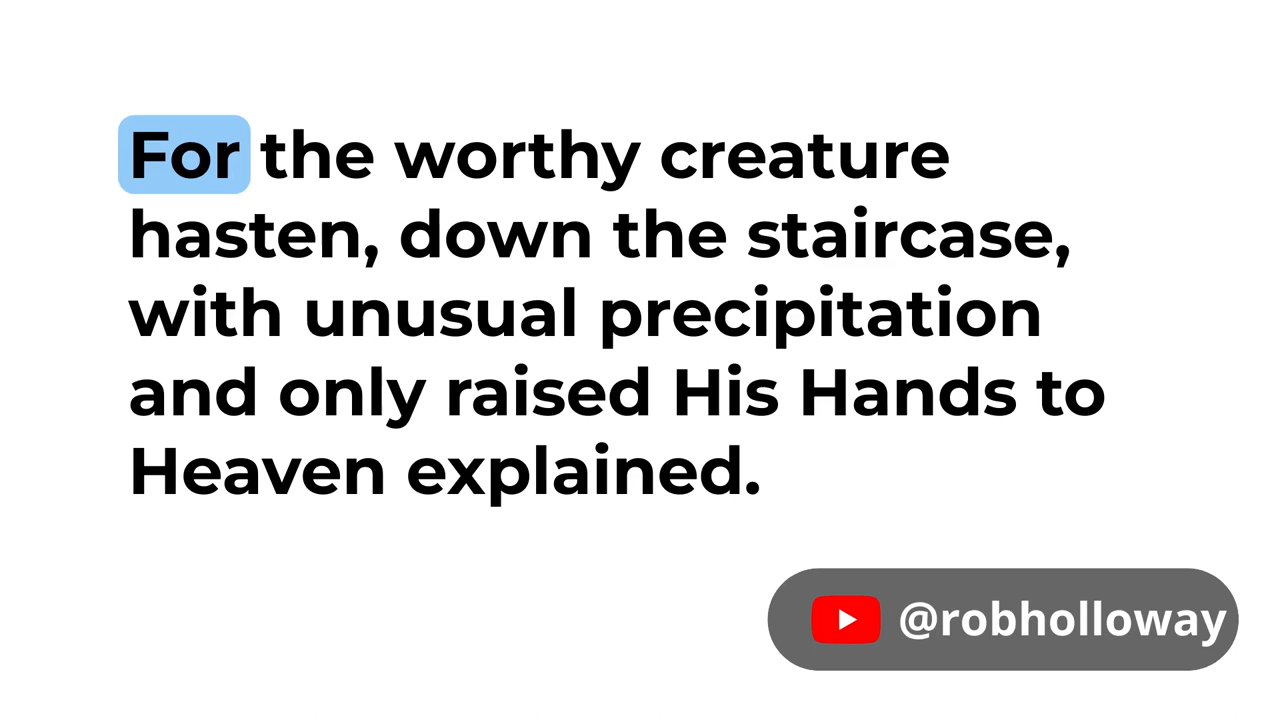 For the worthy creature
hasten, down the staircase,
with unusual precipitation
and only raised His Hands to
Heaven explained.
@robholloway